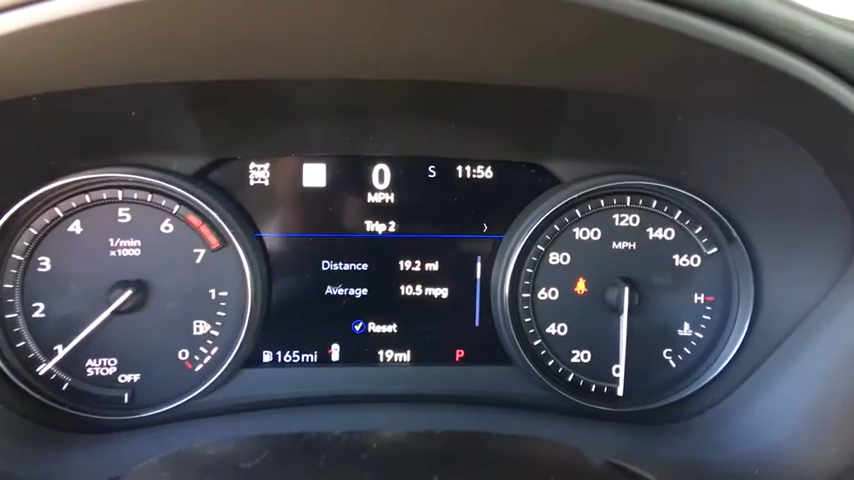 2WD
0
MPH
S
11:56
Trip 2 >
Distance 19.2 mi
Average 10.5 mpg
Reset
165mi
19mi
P
1/min
x1000
1
2
3
4
5
6
7
AUTO
STOP
OFF
1
0
MPH
0
20
40
60
80
100
120
140
160
H
C